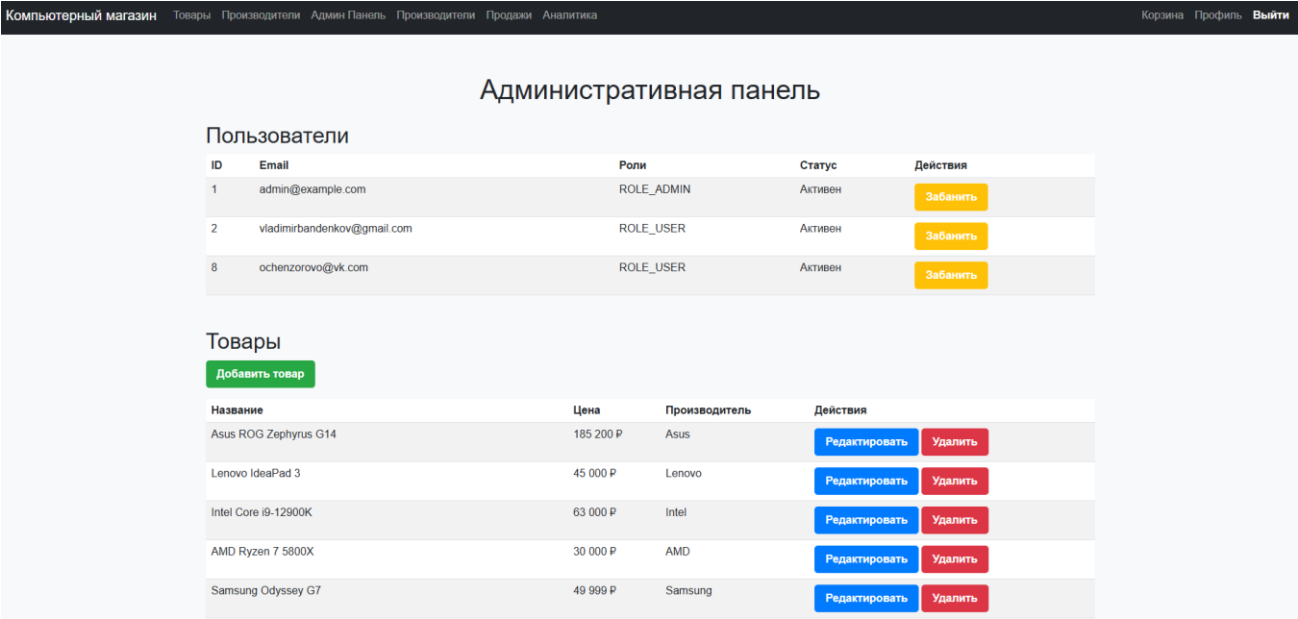 Компьютерный магазин Товары Производители Админ Панель Производители Продажи Аналитика Корзина Профиль Выйти
Административная панель
Пользователи
ID Email Роли Статус Действия
1 admin@example.com ROLE_ADMIN Активен Забанить
2 vladimirbandenkov@gmail.com ROLE_USER Активен Забанить
8 ochenzorovo@vk.com ROLE_USER Активен Забанить
Товары
Добавить товар
Название Цена Производитель Действия
Asus ROG Zephyrus G14 185 200 ₽ Asus Редактировать Удалить
Lenovo IdeaPad 3 45 000 ₽ Lenovo Редактировать Удалить
Intel Core i9-12900K 63 000 ₽ Intel Редактировать Удалить
AMD Ryzen 7 5800X 30 000 ₽ AMD Редактировать Удалить
Samsung Odyssey G7 49 999 ₽ Samsung Редактировать Удалить